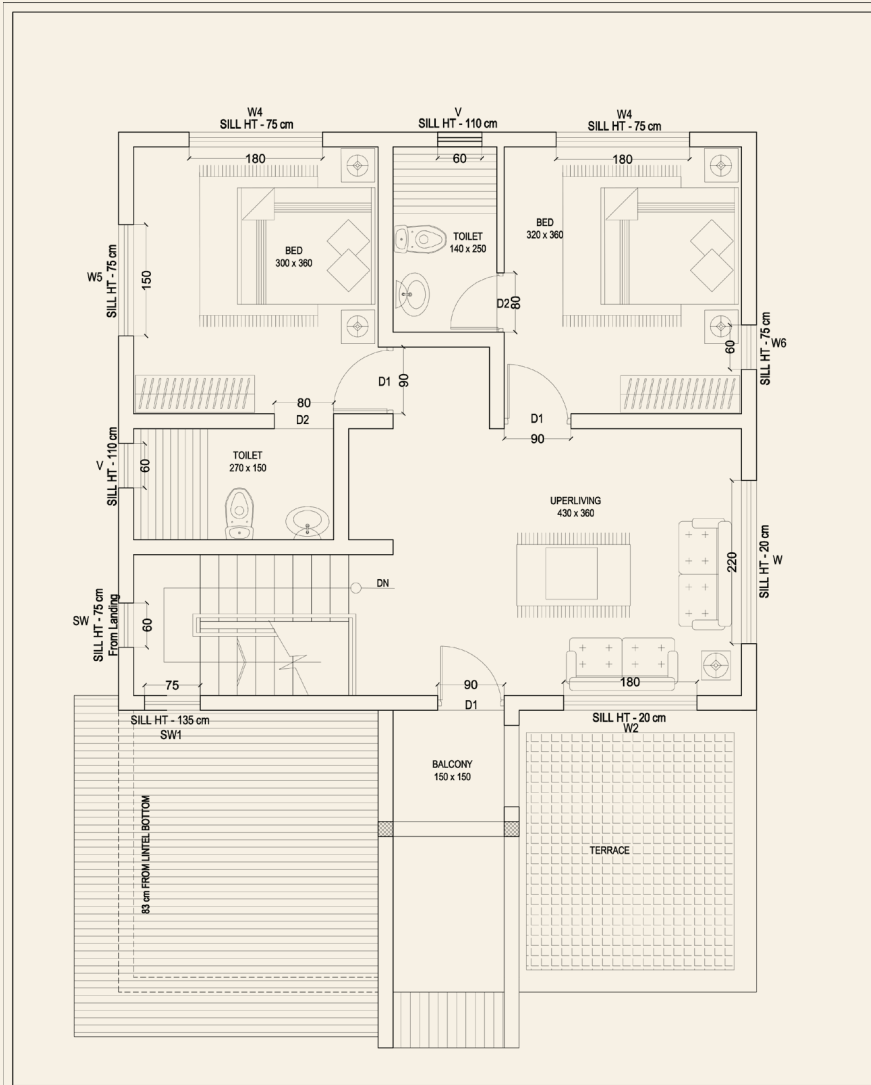 W4
SILL HT - 75 cm
V
SILL HT - 110 cm
W4
SILL HT - 75 cm
180
60
180
BED
300 x 360
TOILET
140 x 250
BED
320 x 360
W5
SILL HT - 75 cm
150
D2
80
60
SILL HT - 75 cm
W6
D1
90
80
D2
D1
90
V
SILL HT - 110 cm
60
TOILET
270 x 150
UPERLIVING
430 x 360
220
SILL HT - 20 cm
W
DN
SW
SILL HT - 75 cm
From Landing
60
75
90
D1
180
SILL HT - 135 cm
SW1
SILL HT - 20 cm
W2
BALCONY
150 x 150
83 cm FROM LINTEL BOTTOM
TERRACE